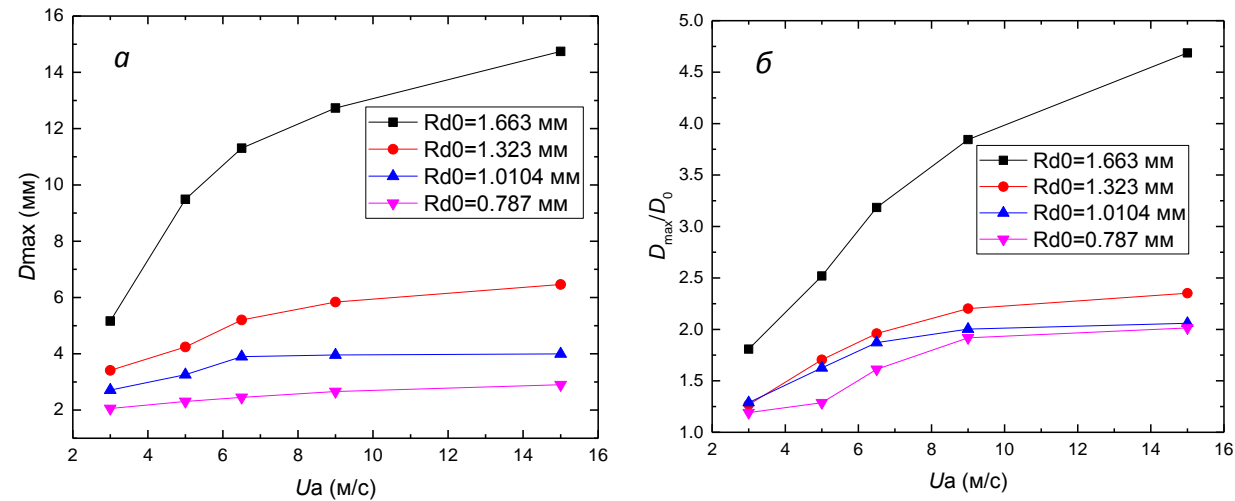 16
14
12
10
8
6
4
2
Dmax (мм)
а
Rd0=1.663 мм
Rd0=1.323 мм
Rd0=1.0104 мм
Rd0=0.787 мм
2 4 6 8 10 12 14 16
Ua (м/с)
5.0
4.5
4.0
3.5
3.0
2.5
2.0
1.5
1.0
Dmax/D0
б
Rd0=1.663 мм
Rd0=1.323 мм
Rd0=1.0104 мм
Rd0=0.787 мм
2 4 6 8 10 12 14 16
Ua (м/с)